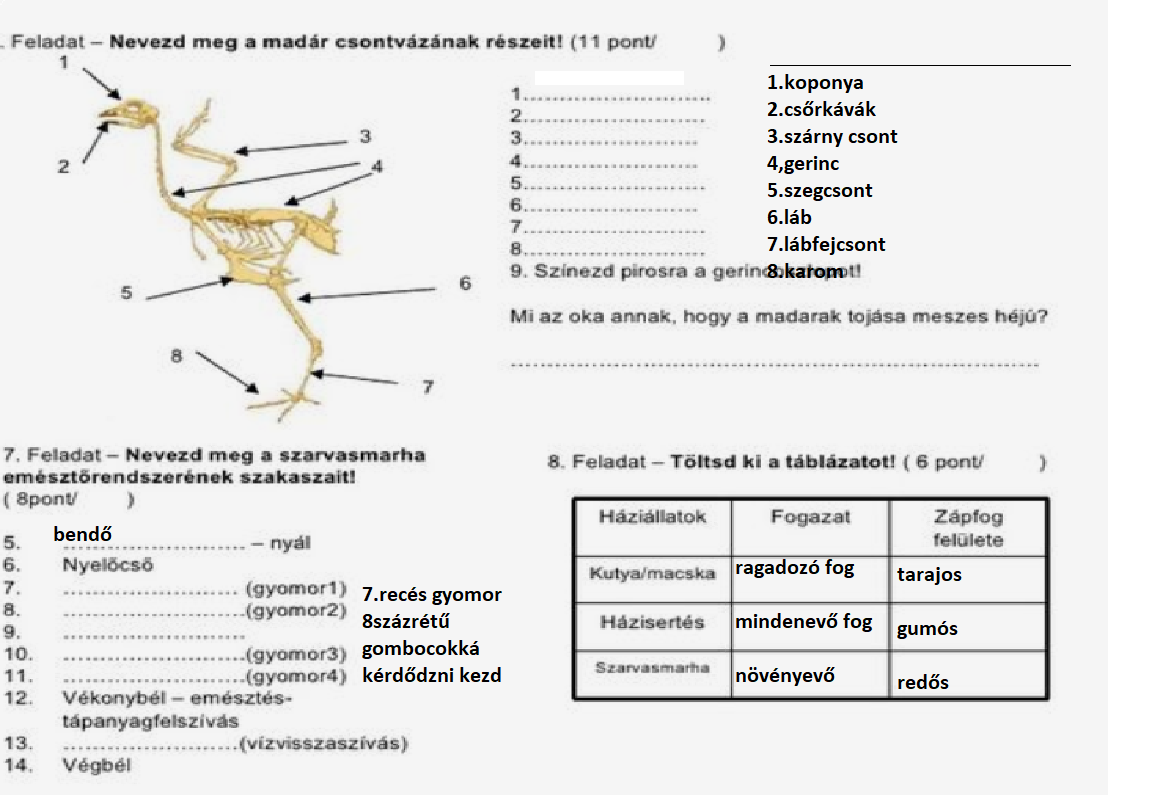 . Feladat – Nevezd meg a madár csontvázának részeit! (11 pont/ )
1
2
3
4
5
6
8
7
1..............................
2..............................
3..............................
4..............................
5..............................
6..............................
7..............................
8..............................
1.koponya
2.csőrkávák
3.szárny csont
4,gerinc
5.szegcsont
6.láb
7.lábfejcsont
8.karom
9. Színezd pirosra a
Mi az oka annak, hogy a madarak tojása meszes héjú?
7. Feladat – Nevezd meg a szarvasmarha
emésztőrendszerének szakaszait!
( 8pont/ )
5. bendő – nyál
6. Nyelőcső
7. .............................. (gyomor1)
8. ..............................(gyomor2)
9. ..............................
10. ..............................(gyomor3)
11. ..............................(gyomor4)
12. Vékonybél – emésztés-
tápanyagfelszívás
13. ..............................(vízvisszaszívás)
14. Végbél
7.recés gyomor
8százrétű
gombocokká
kérdődzni kezd
8. Feladat – Töltsd ki a táblázatot! ( 6 pont/ )
Háziállatok Fogazat Zápfog
felülete
Kutya/macska ragadozó fog tarajos
Házisertés mindenevő fog gumós
Szarvasmarha növényevő redős